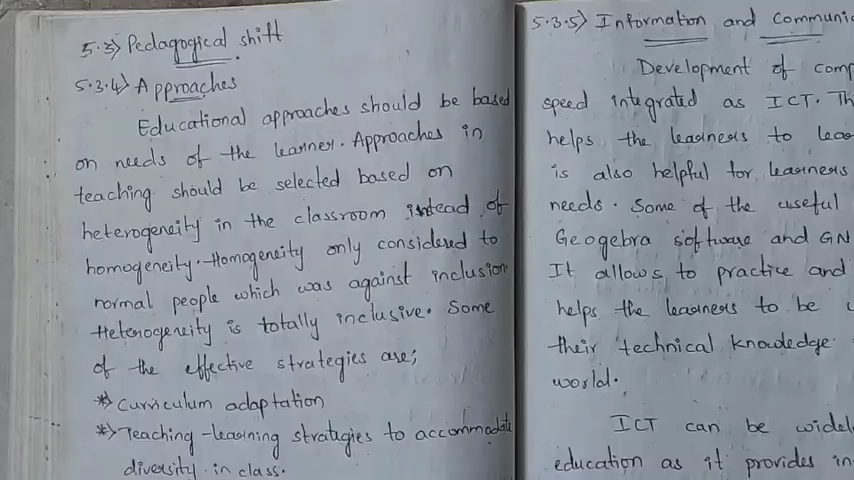 5.3) Pedagogical shift
5.3.4) Approaches
Educational approaches should be based
on needs of the learner. Approaches in
teaching should be selected based on
heterogeneity in the classroom instead of
homogeneity. Homogeneity only considered to
normal people which was against inclusion
Heterogeneity is totally inclusive. Some
of the effective strategies are;
*) Curriculum adaptation
*) Teaching-learning strategies to accommodate
diversity in class.
5.3.5) Information and Communic
Development of comp
speed integrated as ICT. Th
helps the learners to lea
is also helpful for learners
needs. Some of the useful
Geogebra software and GN
It allows to practice and
helps the learners to be
their technical knowledge
world.
ICT can be widel
education as it provides in